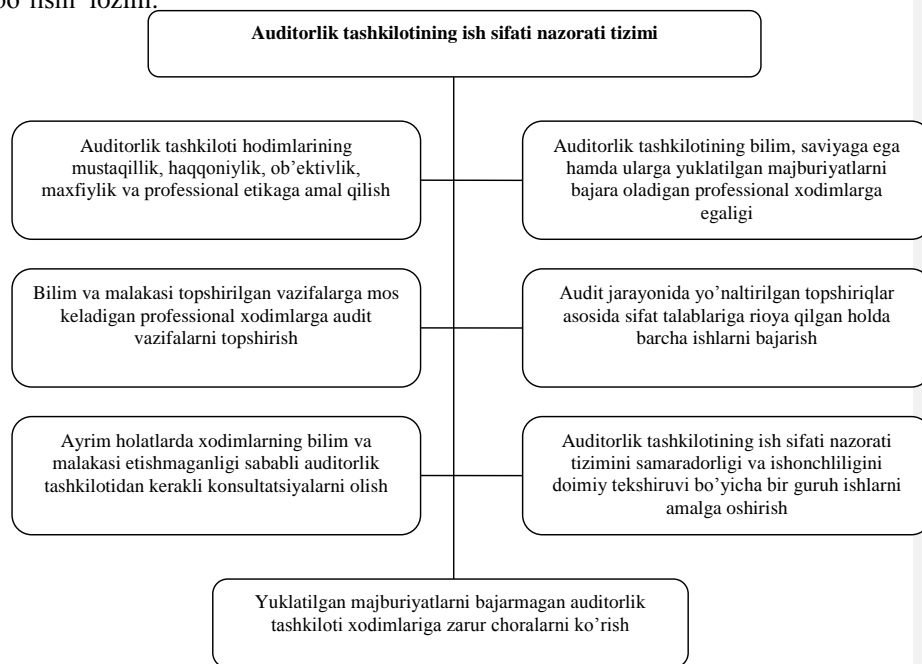 bo'lishi lozim.
Auditorlik tashkilotining ish sifati nazorati tizimi
Auditorlik tashkiloti hodimlarining
mustaqillik, haqqoniylik, ob'ektivlik,
maxfiylik va professional etikaga amal qilish
Auditorlik tashkilotining bilim, saviyaga ega
hamda ularga yuklatilgan majburiyatlarni
bajara oladigan professional xodimlarga
egaligi
Bilim va malakasi topshirilgan vazifalarga mos
keladigan professional xodimlarga audit
vazifalarni topshirish
Audit jarayonida yo'naltirilgan topshiriqlar
asosida sifat talablariga rioya qilgan holda
barcha ishlarni bajarish
Ayrim holatlarda xodimlarning bilim va
malakasi etishmaganligi sababli auditorlik
tashkilotidan kerakli konsultatsiyalarni olish
Auditorlik tashkilotining ish sifati nazorati
tizimini samaradorligi va ishonchliligini
doimiy tekshiruvi bo'yicha bir guruh ishlarni
amalga oshirish
Yuklatilgan majburiyatlarni bajarmagan auditorlik
tashkiloti xodimlariga zarur choralarni ko'rish